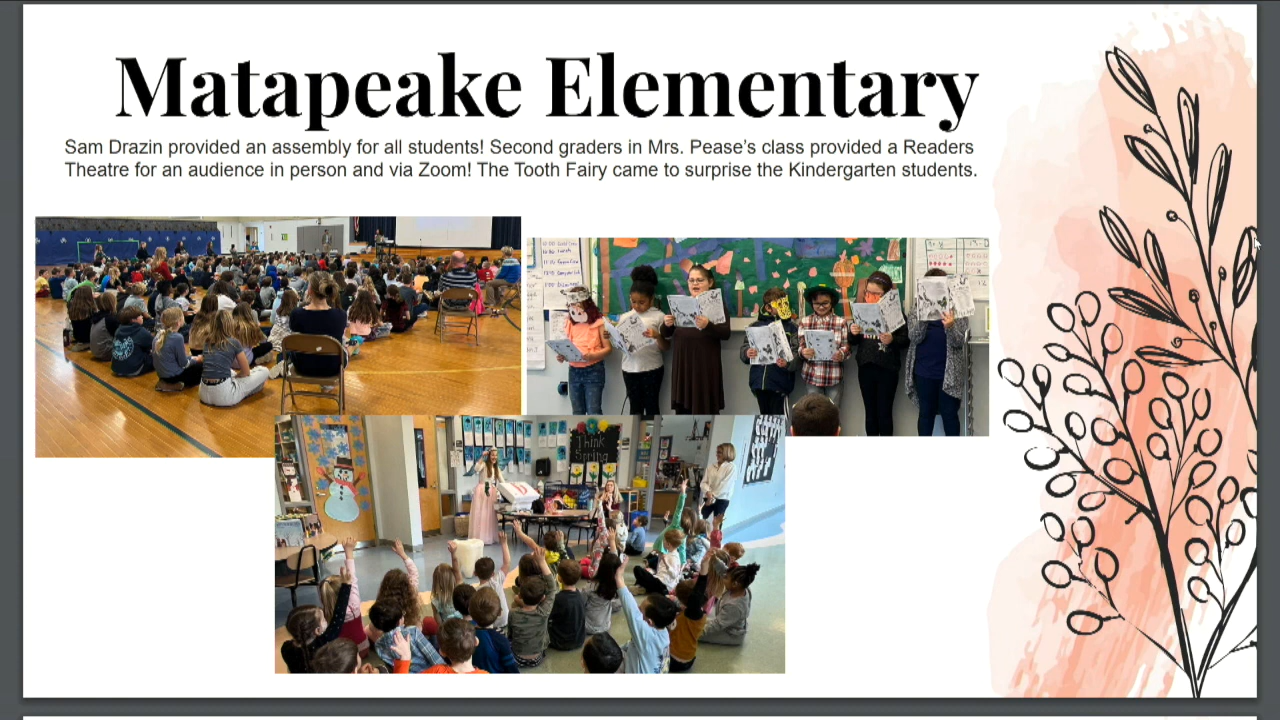 Matapeake Elementary
Sam Drazin provided an assembly for all students! Second graders in Mrs. Pease’s class provided a Readers
Theatre for an audience in person and via Zoom! The Tooth Fairy came to surprise the Kindergarten students.
Think
Spring